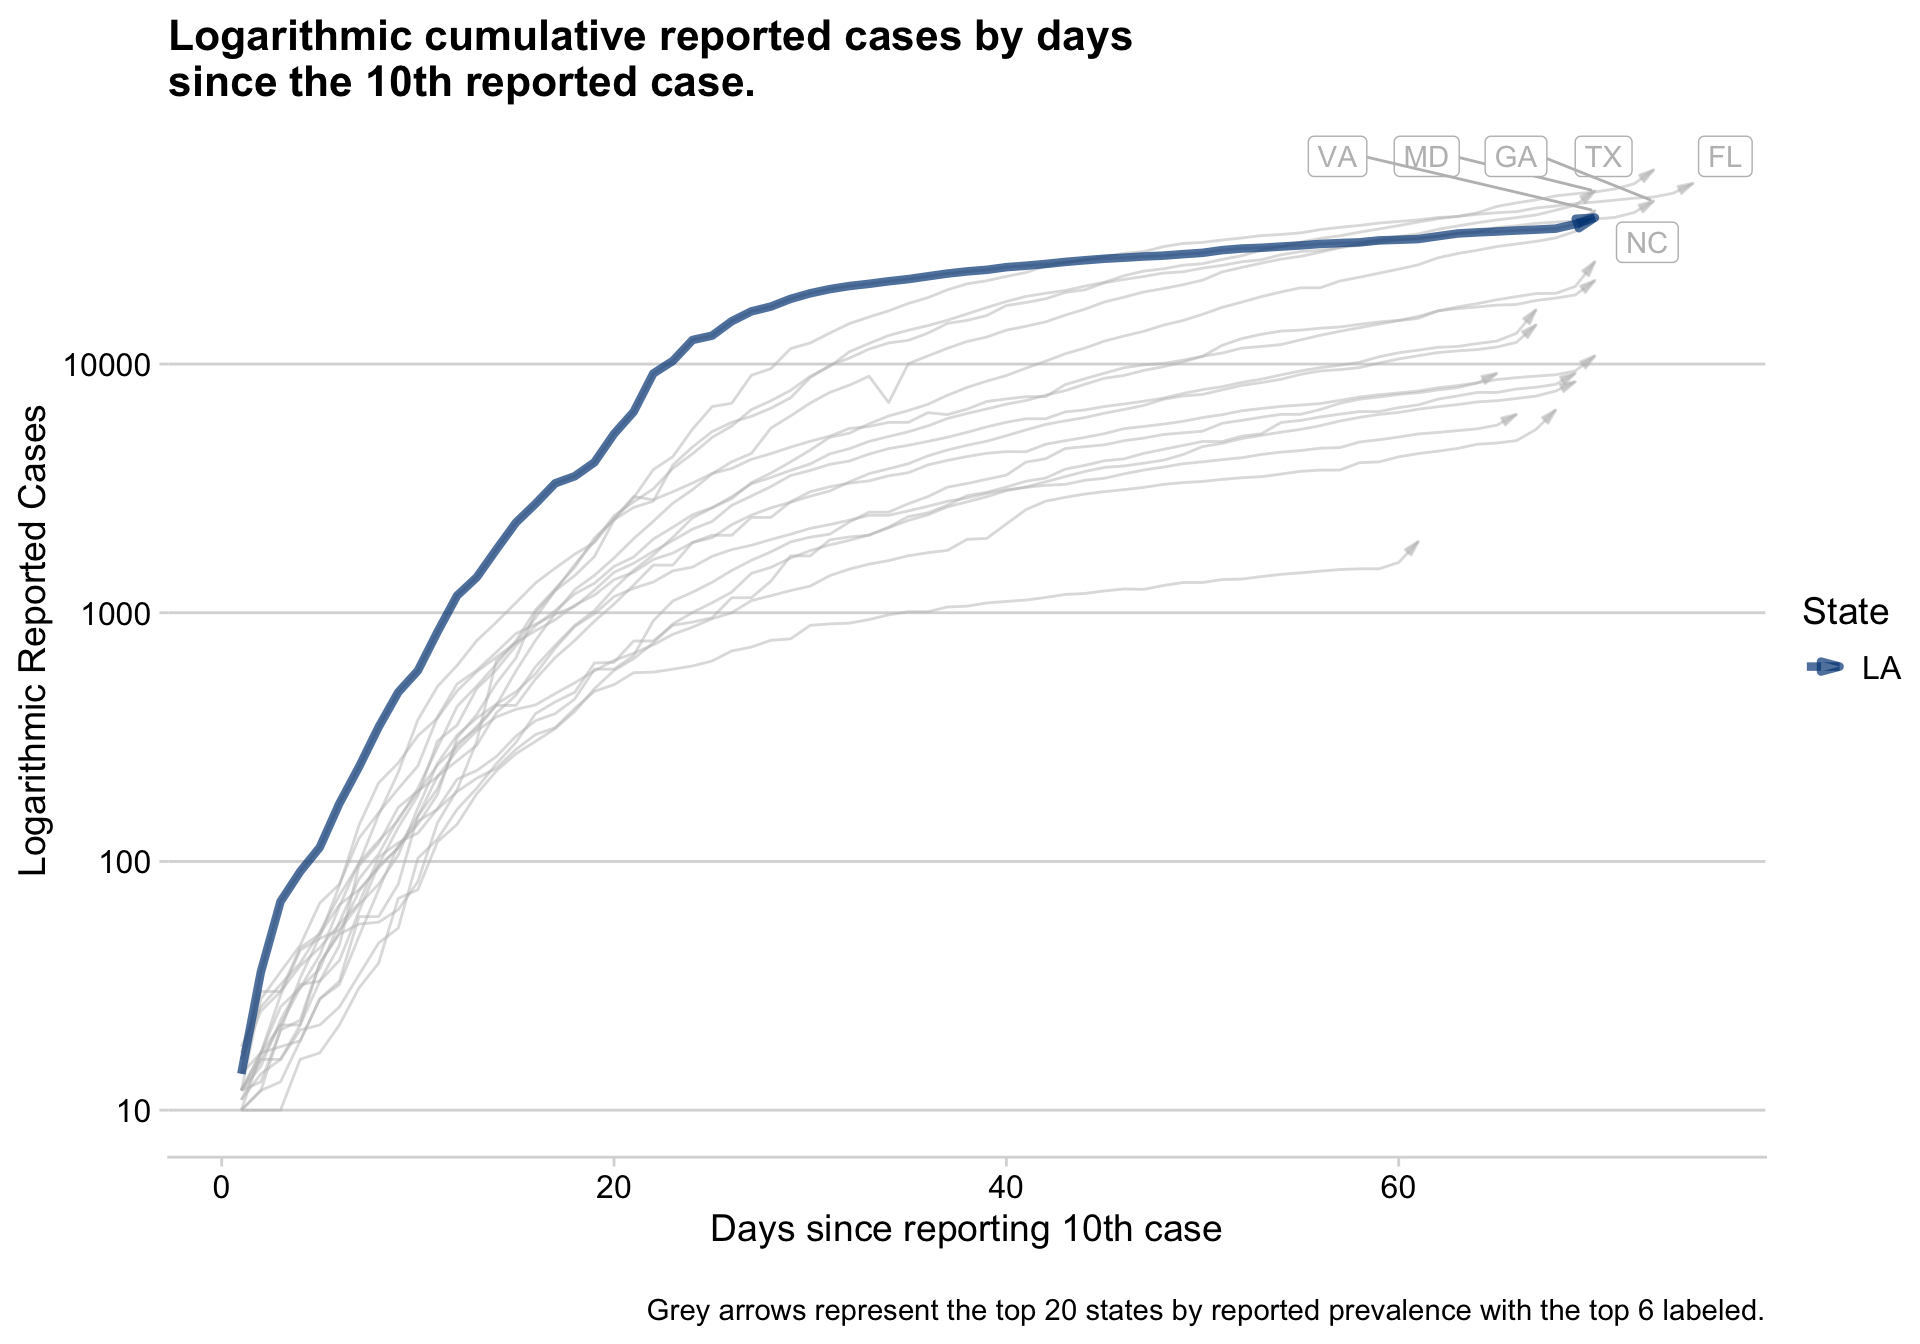 Logarithmic cumulative reported cases by days
since the 10th reported case.
VA MD GA TX FL
NC
10000
1000
100
10
Logarithmic Reported Cases
State
LA
0 20 40 60
Days since reporting 10th case
Grey arrows represent the top 20 states by reported prevalence with the top 6 labeled.